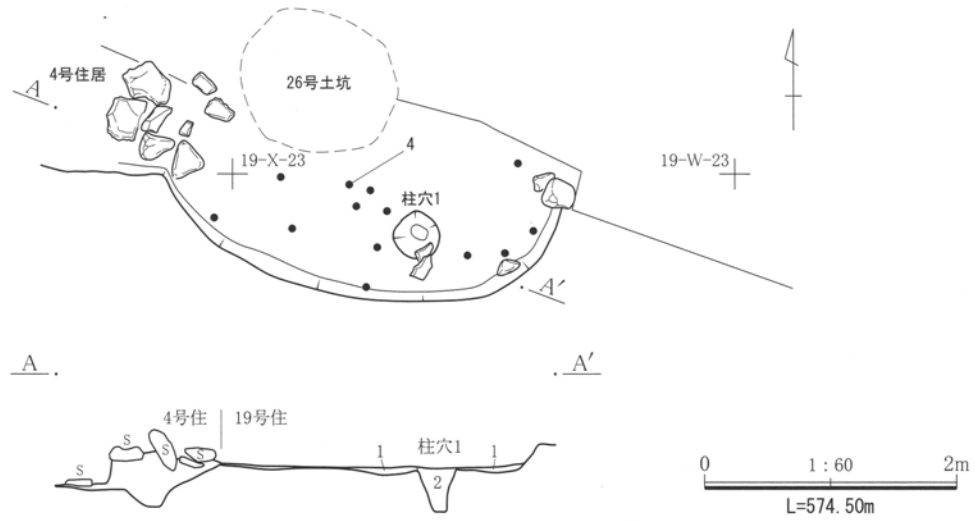 4号住居
26号土坑
A
4
19-X-23
19-W-23
柱穴1
A′
A
A′
4号住
19号住
S
S
S
S
1
柱穴1
1
2
0
1:60
2m
L=574.50m